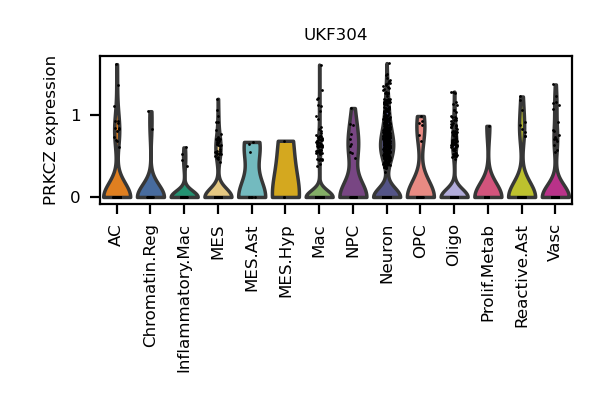 UKF304
PRKCZ expression
1
0
AC
Chromatin.Reg
Inflammatory.Mac
MES
MES.Ast
MES.Hyp
Mac
NPC
Neuron
OPC
Oligo
Prolif.Metab
Reactive.Ast
Vasc